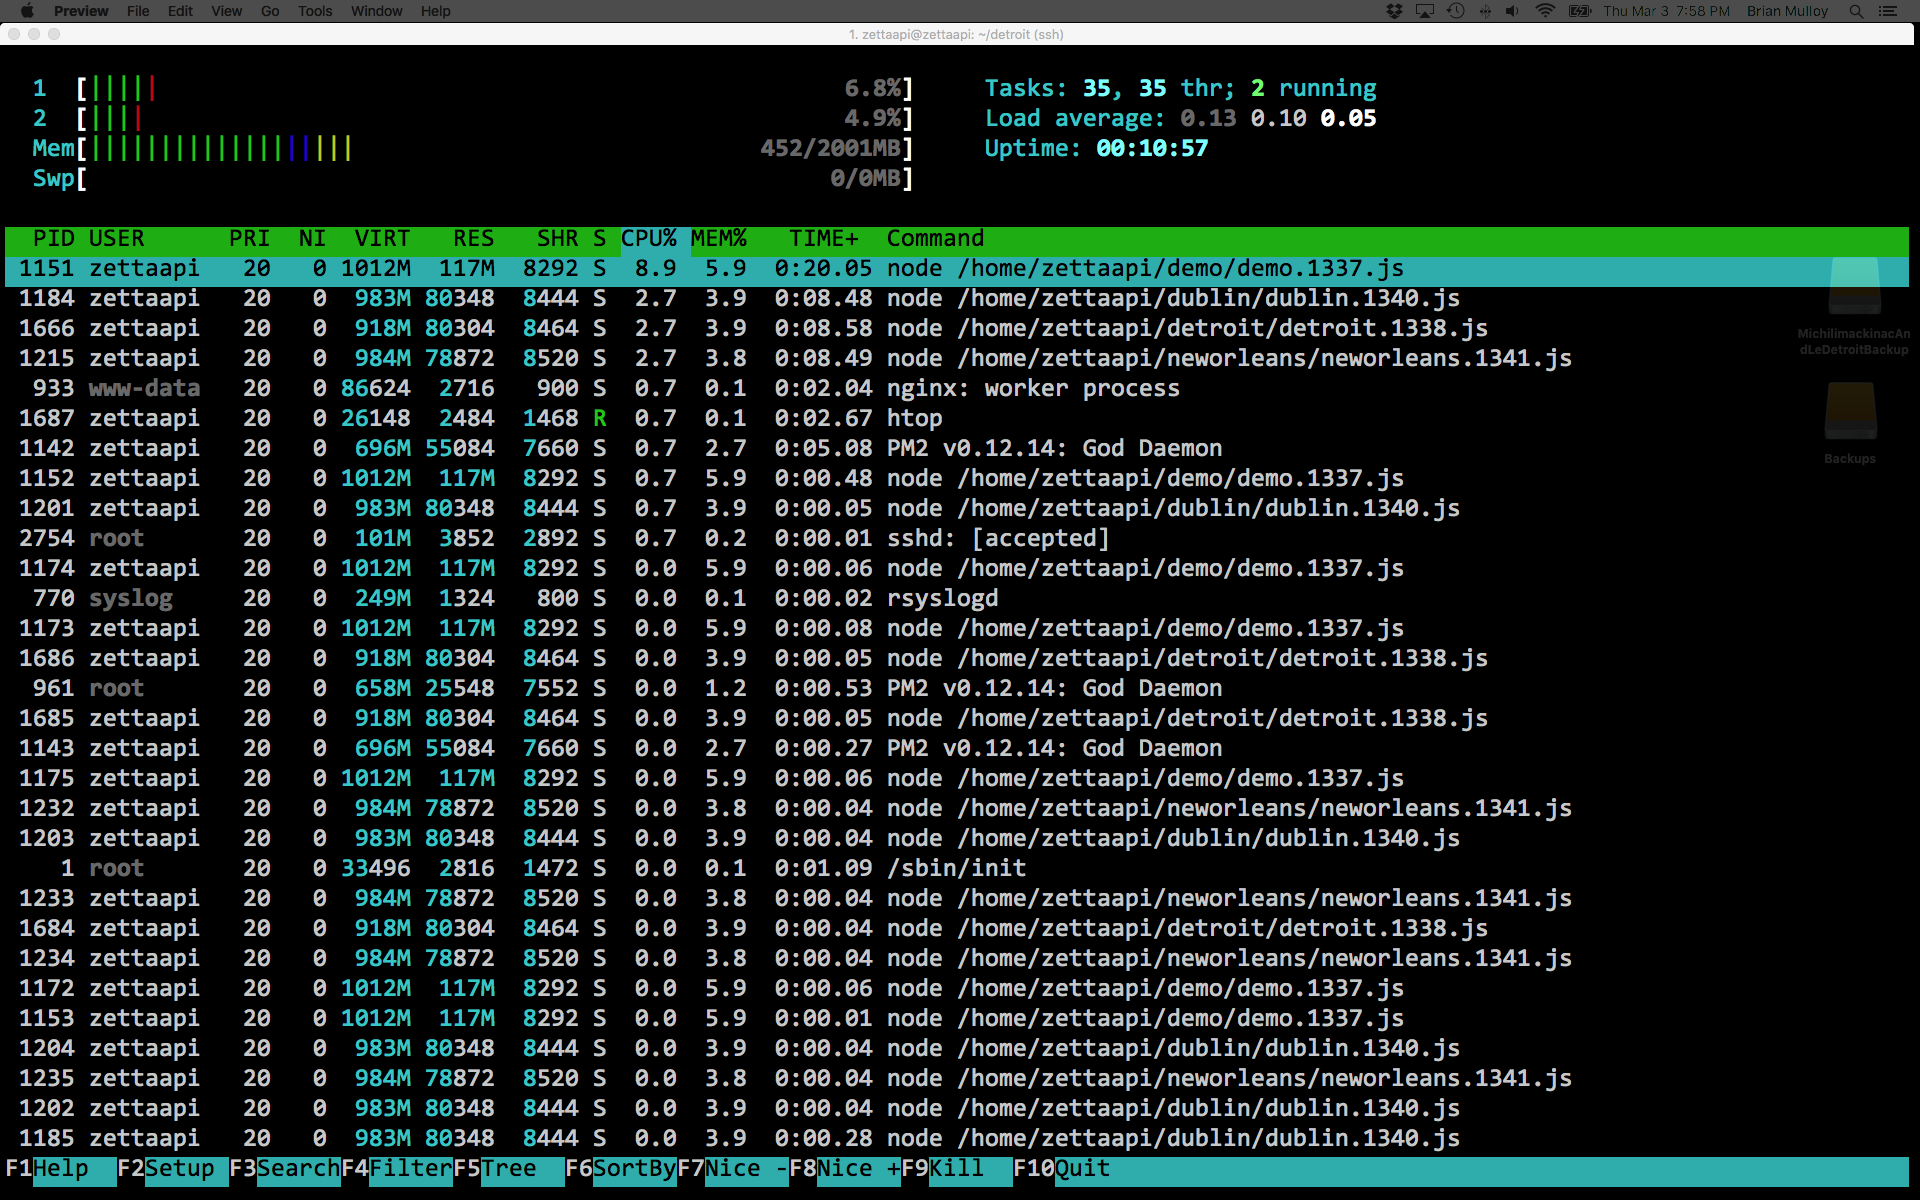 Preview File Edit View Go Tools Window Help Thu Mar 3 7:58 PM Brian Mulloy
1. zettaapi@zettaapi: ~/detroit (ssh)
1 [||||| 6.8%] Tasks: 35, 35 thr; 2 running
2 [|||| 4.9%] Load average: 0.13 0.10 0.05
Mem[||||||||||||||||||| 452/2001MB] Uptime: 00:10:57
Swp[ 0/0MB]
PID USER PRI NI VIRT RES SHR S CPU% MEM% TIME+ Command
1151 zettaapi 20 0 1012M 117M 8292 S 8.9 5.9 0:20.05 node /home/zettaapi/demo/demo.1337.js
1184 zettaapi 20 0 983M 80348 8444 S 2.7 3.9 0:08.48 node /home/zettaapi/dublin/dublin.1340.js
1666 zettaapi 20 0 918M 80304 8464 S 2.7 3.9 0:08.58 node /home/zettaapi/detroit/detroit.1338.js
1215 zettaapi 20 0 984M 78872 8520 S 2.7 3.8 0:08.49 node /home/zettaapi/neworleans/neworleans.1341.js
933 www-data 20 0 86624 2716 900 S 0.7 0.1 0:02.04 nginx: worker process
1687 zettaapi 20 0 26148 2484 1468 R 0.7 0.1 0:02.67 htop
1142 zettaapi 20 0 696M 55084 7660 S 0.7 2.7 0:05.08 PM2 v0.12.14: God Daemon
1152 zettaapi 20 0 1012M 117M 8292 S 0.7 5.9 0:00.48 node /home/zettaapi/demo/demo.1337.js
1201 zettaapi 20 0 983M 80348 8444 S 0.7 3.9 0:00.05 node /home/zettaapi/dublin/dublin.1340.js
2754 root 20 0 101M 3852 2892 S 0.7 0.2 0:00.01 sshd: [accepted]
1174 zettaapi 20 0 1012M 117M 8292 S 0.0 5.9 0:00.06 node /home/zettaapi/demo/demo.1337.js
770 syslog 20 0 249M 1324 800 S 0.0 0.1 0:00.02 rsyslogd
1173 zettaapi 20 0 1012M 117M 8292 S 0.0 5.9 0:00.08 node /home/zettaapi/demo/demo.1337.js
1686 zettaapi 20 0 918M 80304 8464 S 0.0 3.9 0:00.05 node /home/zettaapi/detroit/detroit.1338.js
961 root 20 0 658M 25548 7552 S 0.0 1.2 0:00.53 PM2 v0.12.14: God Daemon
1685 zettaapi 20 0 918M 80304 8464 S 0.0 3.9 0:00.05 node /home/zettaapi/detroit/detroit.1338.js
1143 zettaapi 20 0 696M 55084 7660 S 0.0 2.7 0:00.27 PM2 v0.12.14: God Daemon
1175 zettaapi 20 0 1012M 117M 8292 S 0.0 5.9 0:00.06 node /home/zettaapi/demo/demo.1337.js
1232 zettaapi 20 0 984M 78872 8520 S 0.0 3.8 0:00.04 node /home/zettaapi/neworleans/neworleans.1341.js
1203 zettaapi 20 0 983M 80348 8444 S 0.0 3.9 0:00.04 node /home/zettaapi/dublin/dublin.1340.js
1 root 20 0 33496 2816 1472 S 0.0 0.1 0:01.09 /sbin/init
1233 zettaapi 20 0 984M 78872 8520 S 0.0 3.8 0:00.04 node /home/zettaapi/neworleans/neworleans.1341.js
1684 zettaapi 20 0 918M 80304 8464 S 0.0 3.9 0:00.04 node /home/zettaapi/detroit/detroit.1338.js
1234 zettaapi 20 0 984M 78872 8520 S 0.0 3.8 0:00.04 node /home/zettaapi/neworleans/neworleans.1341.js
1172 zettaapi 20 0 1012M 117M 8292 S 0.0 5.9 0:00.06 node /home/zettaapi/demo/demo.1337.js
1153 zettaapi 20 0 1012M 117M 8292 S 0.0 5.9 0:00.01 node /home/zettaapi/demo/demo.1337.js
1204 zettaapi 20 0 983M 80348 8444 S 0.0 3.9 0:00.04 node /home/zettaapi/dublin/dublin.1340.js
1235 zettaapi 20 0 984M 78872 8520 S 0.0 3.8 0:00.04 node /home/zettaapi/neworleans/neworleans.1341.js
1202 zettaapi 20 0 983M 80348 8444 S 0.0 3.9 0:00.04 node /home/zettaapi/dublin/dublin.1340.js
1185 zettaapi 20 0 983M 80348 8444 S 0.0 3.9 0:00.28 node /home/zettaapi/dublin/dublin.1340.js
F1Help F2Setup F3SearchF4FilterF5Tree F6SortByF7Nice -F8Nice +F9Kill F10Quit
MichilimackinacAn
dLeDetroitBackup
Backups